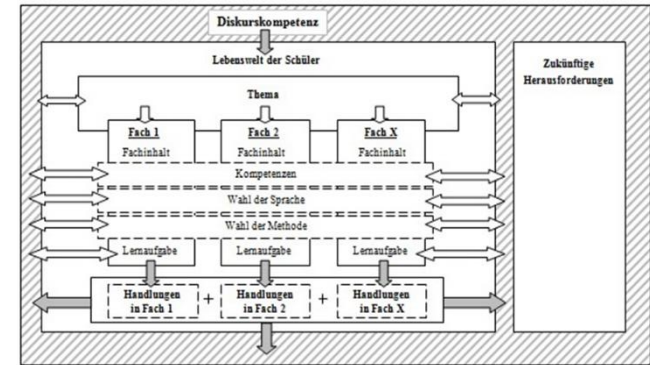 Diskurskompetenz
Lebenswelt der Schüler
Zukünftige
Herausforderungen
Thema
Fach 1 Fach 2 Fach X
Fachinhalt Fachinhalt Fachinhalt
Kompetenzen
Wahl der Sprache
Wahl der Methode
Lernaufgabe Lernaufgabe Lernaufgabe
Handlungen + Handlungen + Handlungen
in Fach 1 in Fach 2 in Fach X